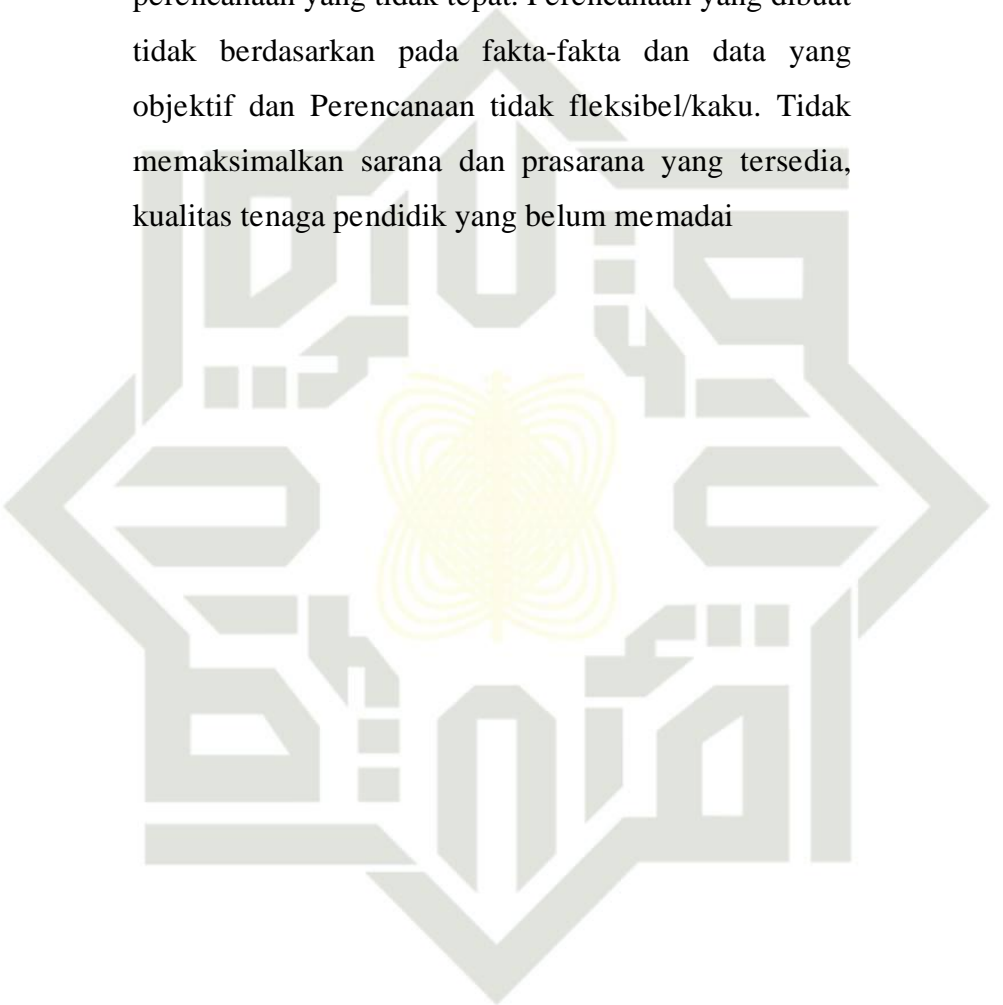 perencanaan yang tidak tepat. Perencanaan yang dibuat
tidak berdasarkan pada fakta-fakta dan data yang
objektif dan Perencanaan tidak fleksibel/kaku. Tidak
memaksimalkan sarana dan prasarana yang tersedia,
kualitas tenaga pendidik yang belum memadai